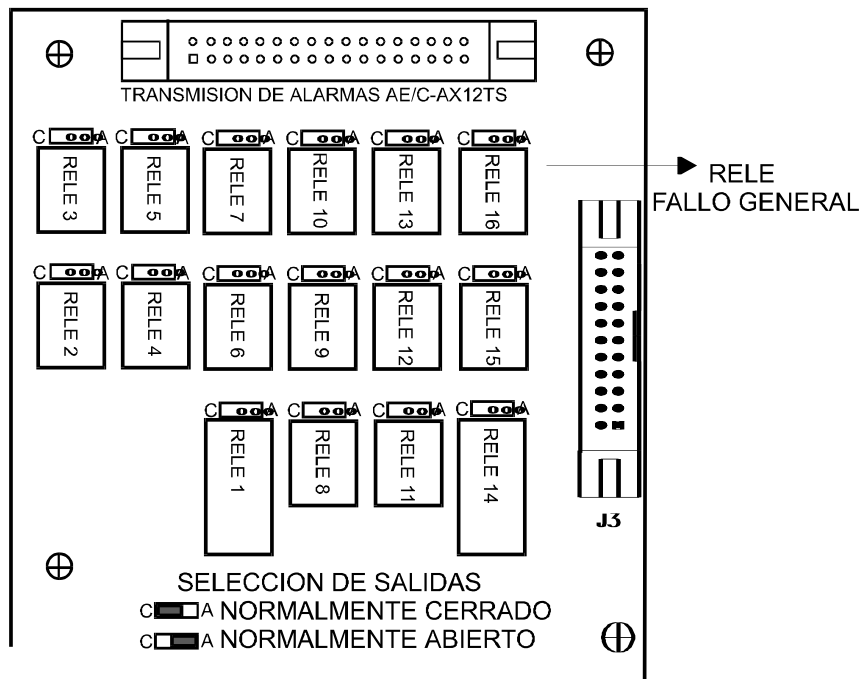 TRANSMISION DE ALARMAS AE/C-AX12TS
C A C A C A C A C A C A
RELE 3 RELE 5 RELE 7 RELE 10 RELE 13 RELE 16
RELE
FALLO GENERAL
C A C A C A C A C A C A
RELE 2 RELE 4 RELE 6 RELE 9 RELE 12 RELE 15
C A C A C A C A
RELE 1 RELE 8 RELE 11 RELE 14
J3
SELECCION DE SALIDAS
C A NORMALMENTE CERRADO
C A NORMALMENTE ABIERTO